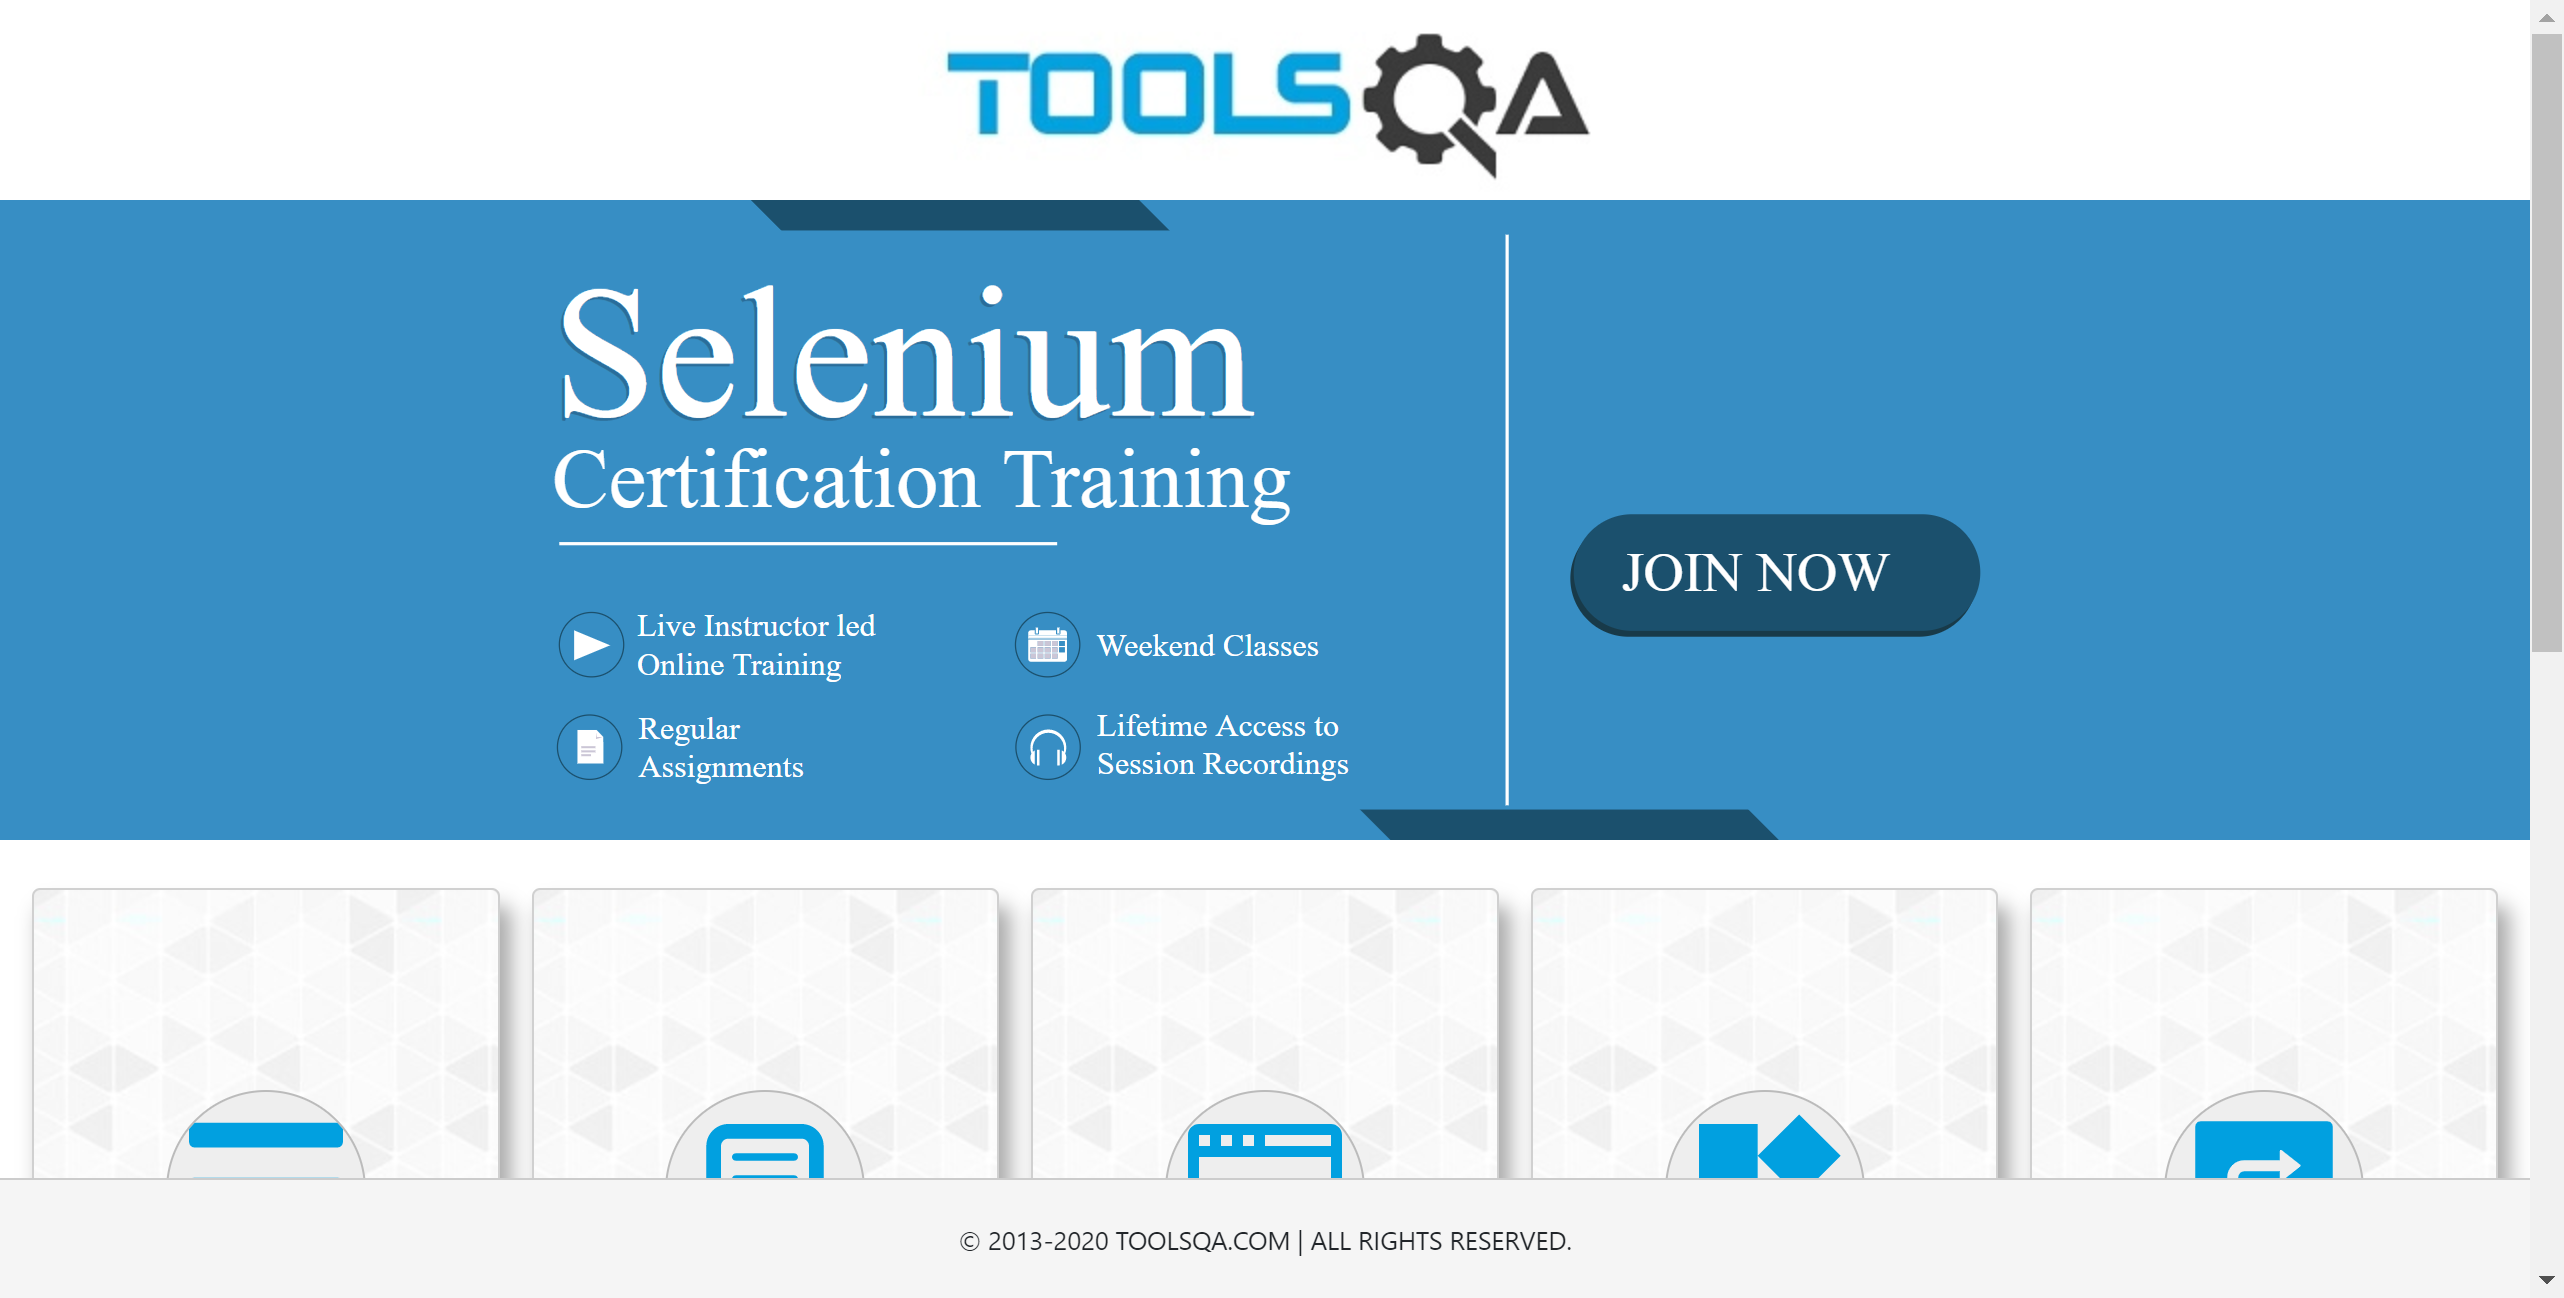 TOOLSQA
Selenium
Certification Training
JOIN NOW
Live Instructor led
Online Training
Weekend Classes
Regular
Assignments
Lifetime Access to
Session Recordings
© 2013-2020 TOOLSQA.COM | ALL RIGHTS RESERVED.